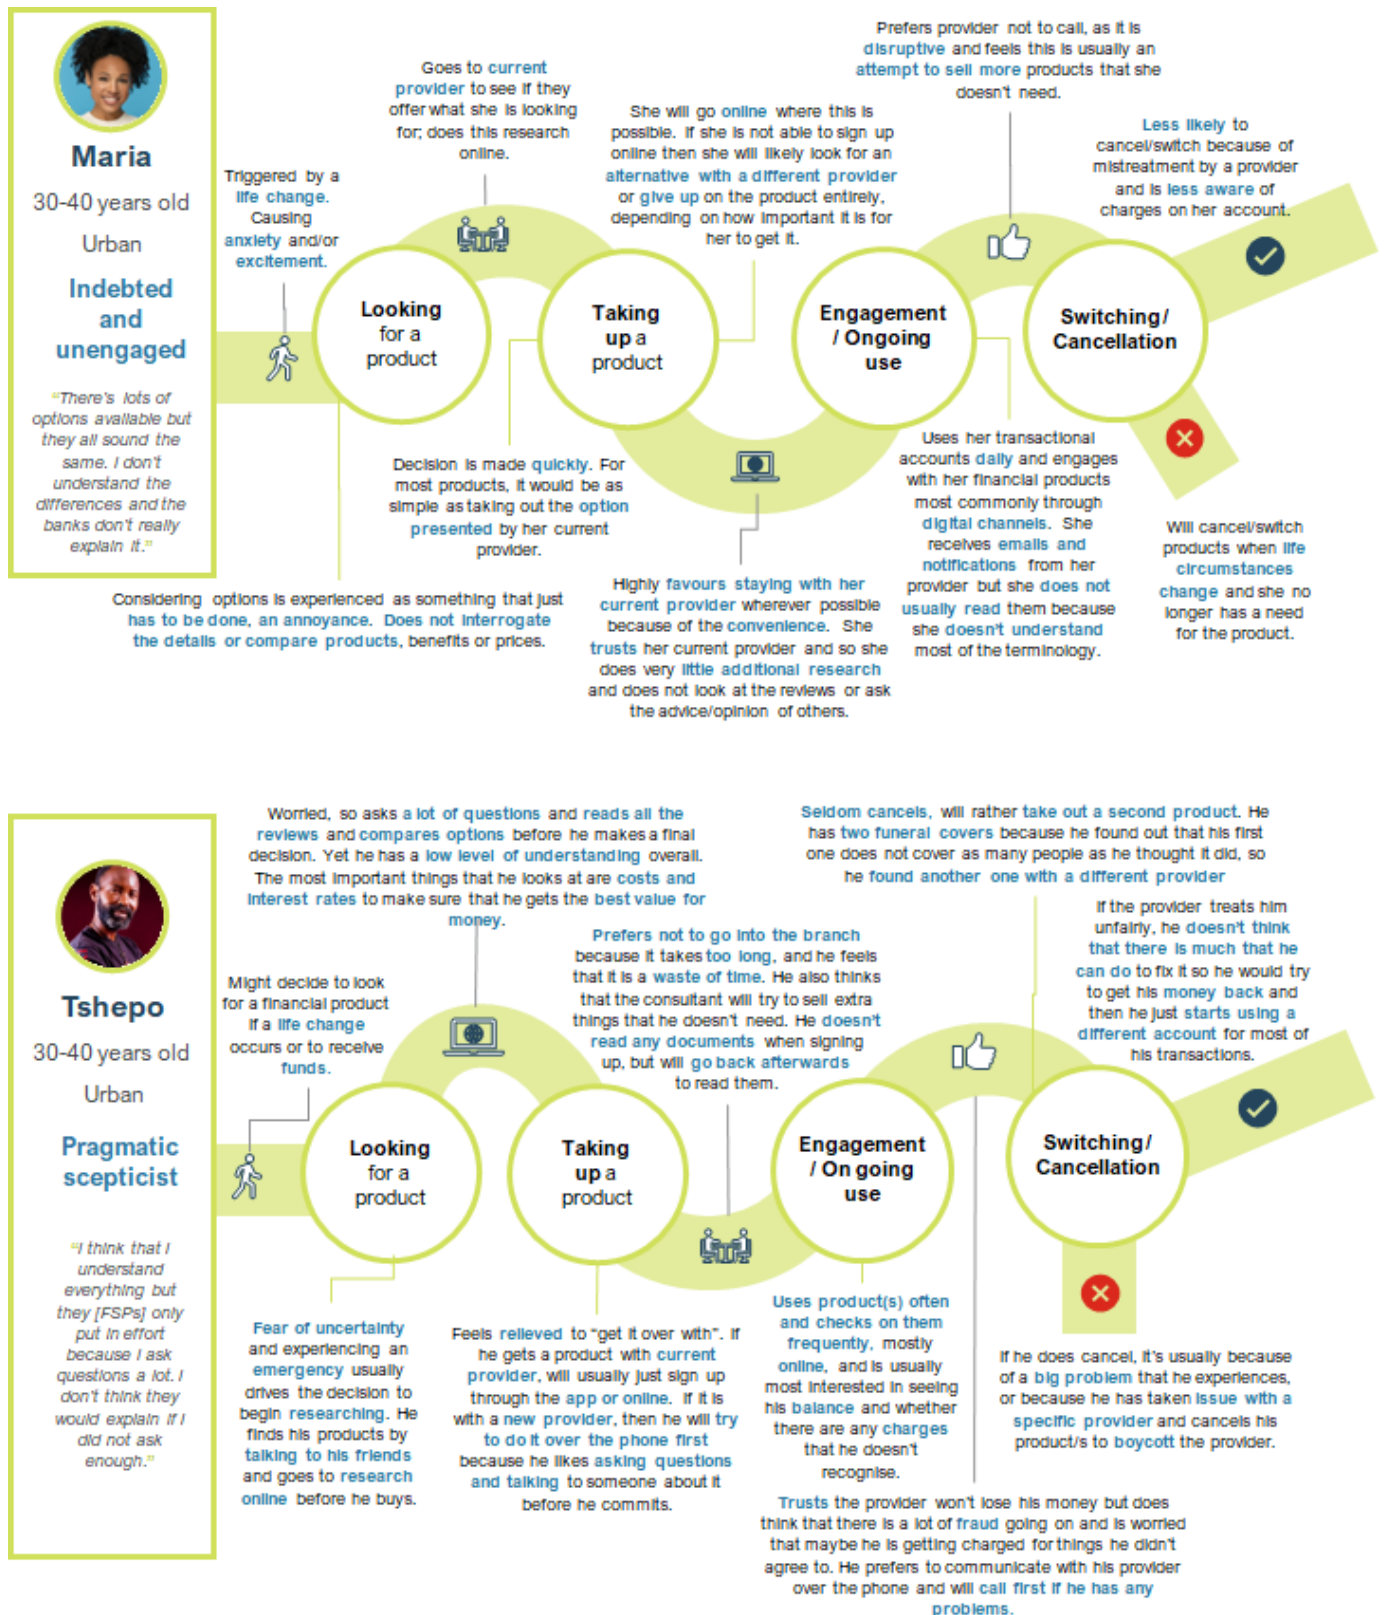 Maria
30-40 years old
Urban
Indebted
and
unengaged
“There's lots of
options available but
they all sound the
same. I don't
understand the
differences and the
banks don't really
explain it.”
Triggered by a
life change.
Causing
anxiety and/or
excitement.
Goes to current
provider to see if they
offer what she is looking
for; does this research
online.
She will go online where this is
possible. If she is not able to sign up
online then she will likely look for an
alternative with a different provider
or give up on the product entirely,
depending on how important it is for
her to get it.
Prefers provider not to call, as it is
disruptive and feels this is usually an
attempt to sell more products that she
doesn't need.
Less likely to
cancel/switch because of
mistreatment by a provider
and is less aware of
charges on her account.
Looking
for a
product
Taking
up a
product
Engagement
/ Ongoing
use
Switching/
Cancellation
Considering options is experienced as something that just
has to be done, an annoyance. Does not interrogate
the details or compare products, benefits or prices.
Decision is made quickly. For
most products, it would be as
simple as taking out the option
presented by her current
provider.
Highly favours staying with her
current provider wherever possible
because of the convenience. She
trusts her current provider and so she
does very little additional research
and does not look at the reviews or ask
the advice/opinion of others.
Uses her transactional
accounts daily and engages
with her financial products
most commonly through
digital channels. She
receives emails and
notifications from her
provider but she does not
usually read them because
she doesn't understand
most of the terminology.
Will cancel/switch
products when life
circumstances
change and she no
longer has a need
for the product.
Tshepo
30-40 years old
Urban
Pragmatic
scepticist
“I think that I
understand
everything but
they [FSPs] only
put in effort
because I ask
questions a lot. I
don't think they
would explain if I
did not ask
enough.”
Might decide to look
for a financial product
if a life change
occurs or to receive
funds.
Worried, so asks a lot of questions and reads all the
reviews and compares options before he makes a final
decision. Yet he has a low level of understanding overall.
The most important things that he looks at are costs and
interest rates to make sure that he gets the best value for
money.
Prefers not to go into the branch
because it takes too long, and he feels
that it is a waste of time. He also thinks
that the consultant will try to sell extra
things that he doesn't need. He doesn't
read any documents when signing
up, but will go back afterwards
to read them.
Seldom cancels, will rather take out a second product. He
has two funeral covers because he found out that his first
one does not cover as many people as he thought it did, so
he found another one with a different provider
If the provider treats him
unfairly, he doesn't think
that there is much that he
can do to fix it so he would try
to get his money back and
then he just starts using a
different account for most of
his transactions.
Looking
for a
product
Taking
up a
product
Engagement
/ On going
use
Switching/
Cancellation
Fear of uncertainty
and experiencing an
emergency usually
drives the decision to
begin researching. He
finds his products by
talking to his friends
and goes to research
online before he buys.
Feels relieved to “get it over with”. If
he gets a product with current
provider, will usually just sign up
through the app or online. If it is
with a new provider, then he will try
to do it over the phone first
because he likes asking questions
and talking to someone about it
before he commits.
Uses product(s) often
and checks on them
frequently, mostly
online, and is usually
most interested in seeing
his balance and whether
there are any charges
that he doesn't
recognise.
Trusts the provider won't lose his money but does
think that there is a lot of fraud going on and is worried
that maybe he is getting charged for things he didn't
agree to. He prefers to communicate with his provider
over the phone and will call first if he has any
problems.
If he does cancel, it's usually because
of a big problem that he experiences,
or because he has taken issue with a
specific provider and cancels his
product/s to boycott the provider.